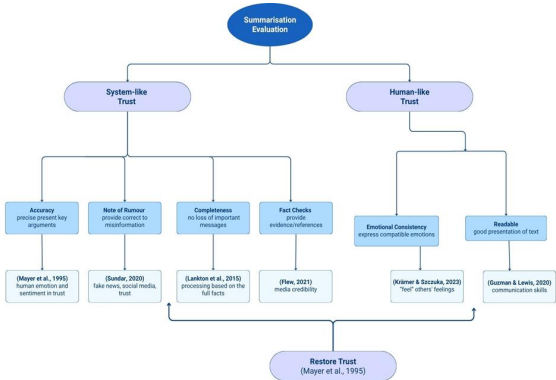 Summarisation
Evaluation
System-like
Trust
Human-like
Trust
Accuracy
precise present key
arguments
Note of Rumour
provide correct to
misinformation
Completeness
no loss of important
messages
Fact Checks
provide
evidence/references
Emotional Consistency
express compatible emotions
Readable
good presentation of text
(Mayer et al., 1995)
human emotion and
sentiment in trust
(Sundar, 2020)
fake news, social media,
trust
(Lankton et al., 2015)
processing based on the
full facts
(Flew, 2021)
media credibility
(Krämer & Szczuka, 2023)
"feel" others' feelings
(Guzman & Lewis, 2020)
communication skills
Restore Trust
(Mayer et al., 1995)